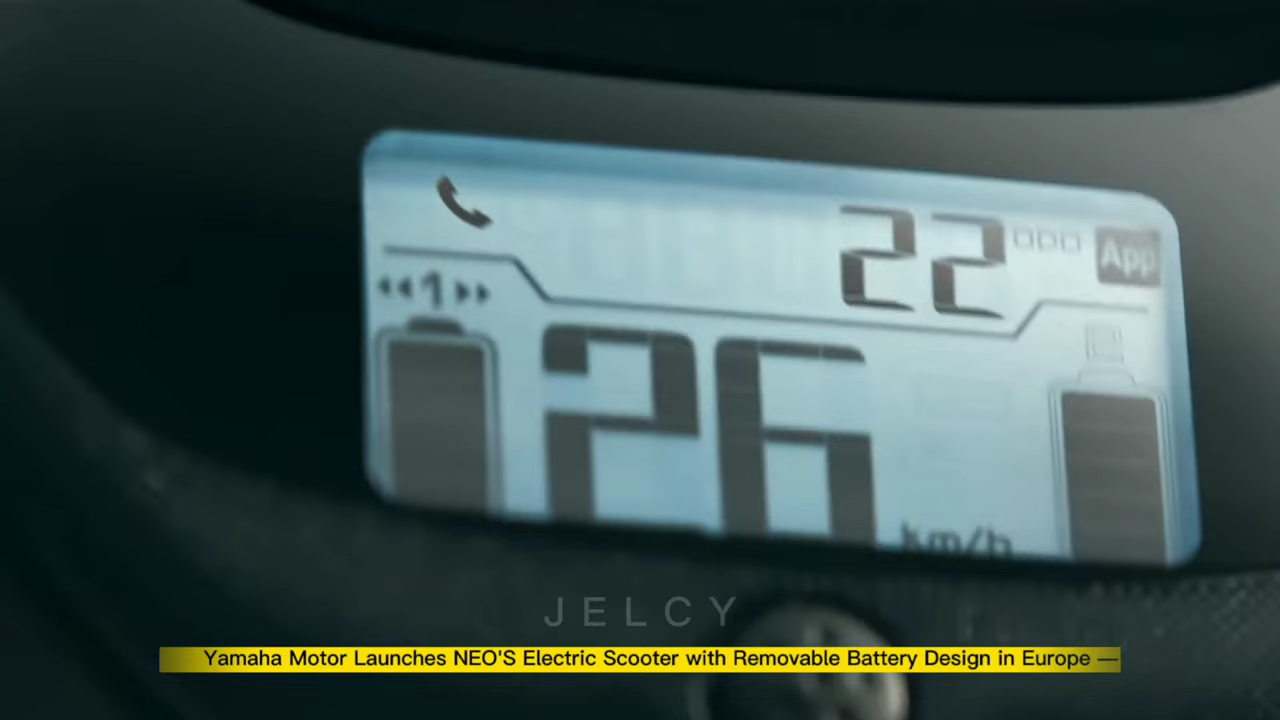 22 App
1
26 km/h
JELCY
Yamaha Motor Launches NEO'S Electric Scooter with Removable Battery Design in Europe —